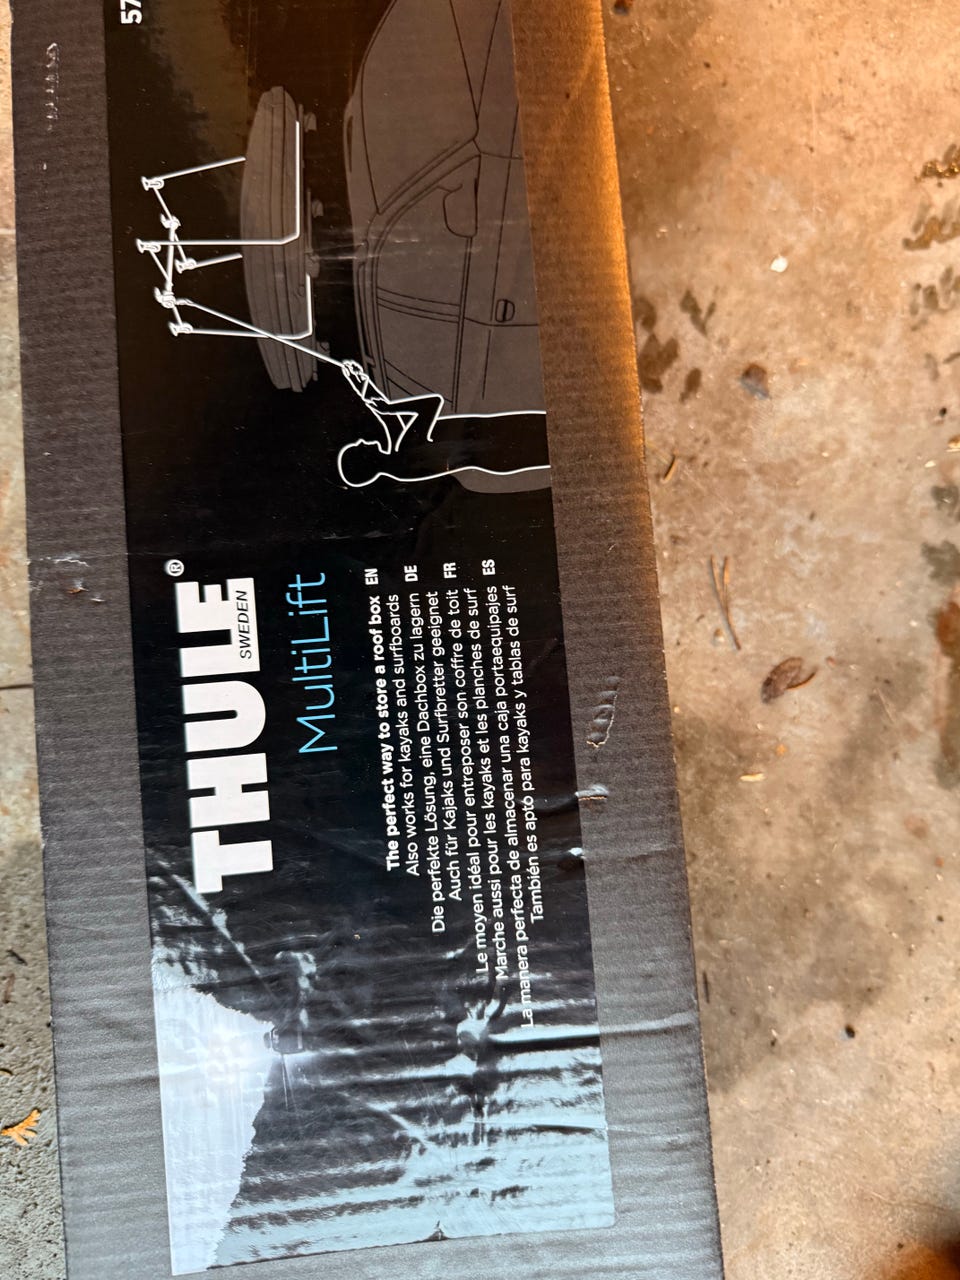 THULE®
SWEDEN
MultiLift
The perfect way to store a roof box EN
Also works for kayaks and surfboards
Die perfekte Lösung, eine Dachbox zu lagern DE
Auch für Kajaks und Surfbretter geeignet
Le moyen idéal pour entreposer son coffre de toit FR
Marche aussi pour les kayaks et les planches de surf
La manera perfecta de almacenar una caja portaequipajes ES
También es apto para kayaks y tablas de surf
57